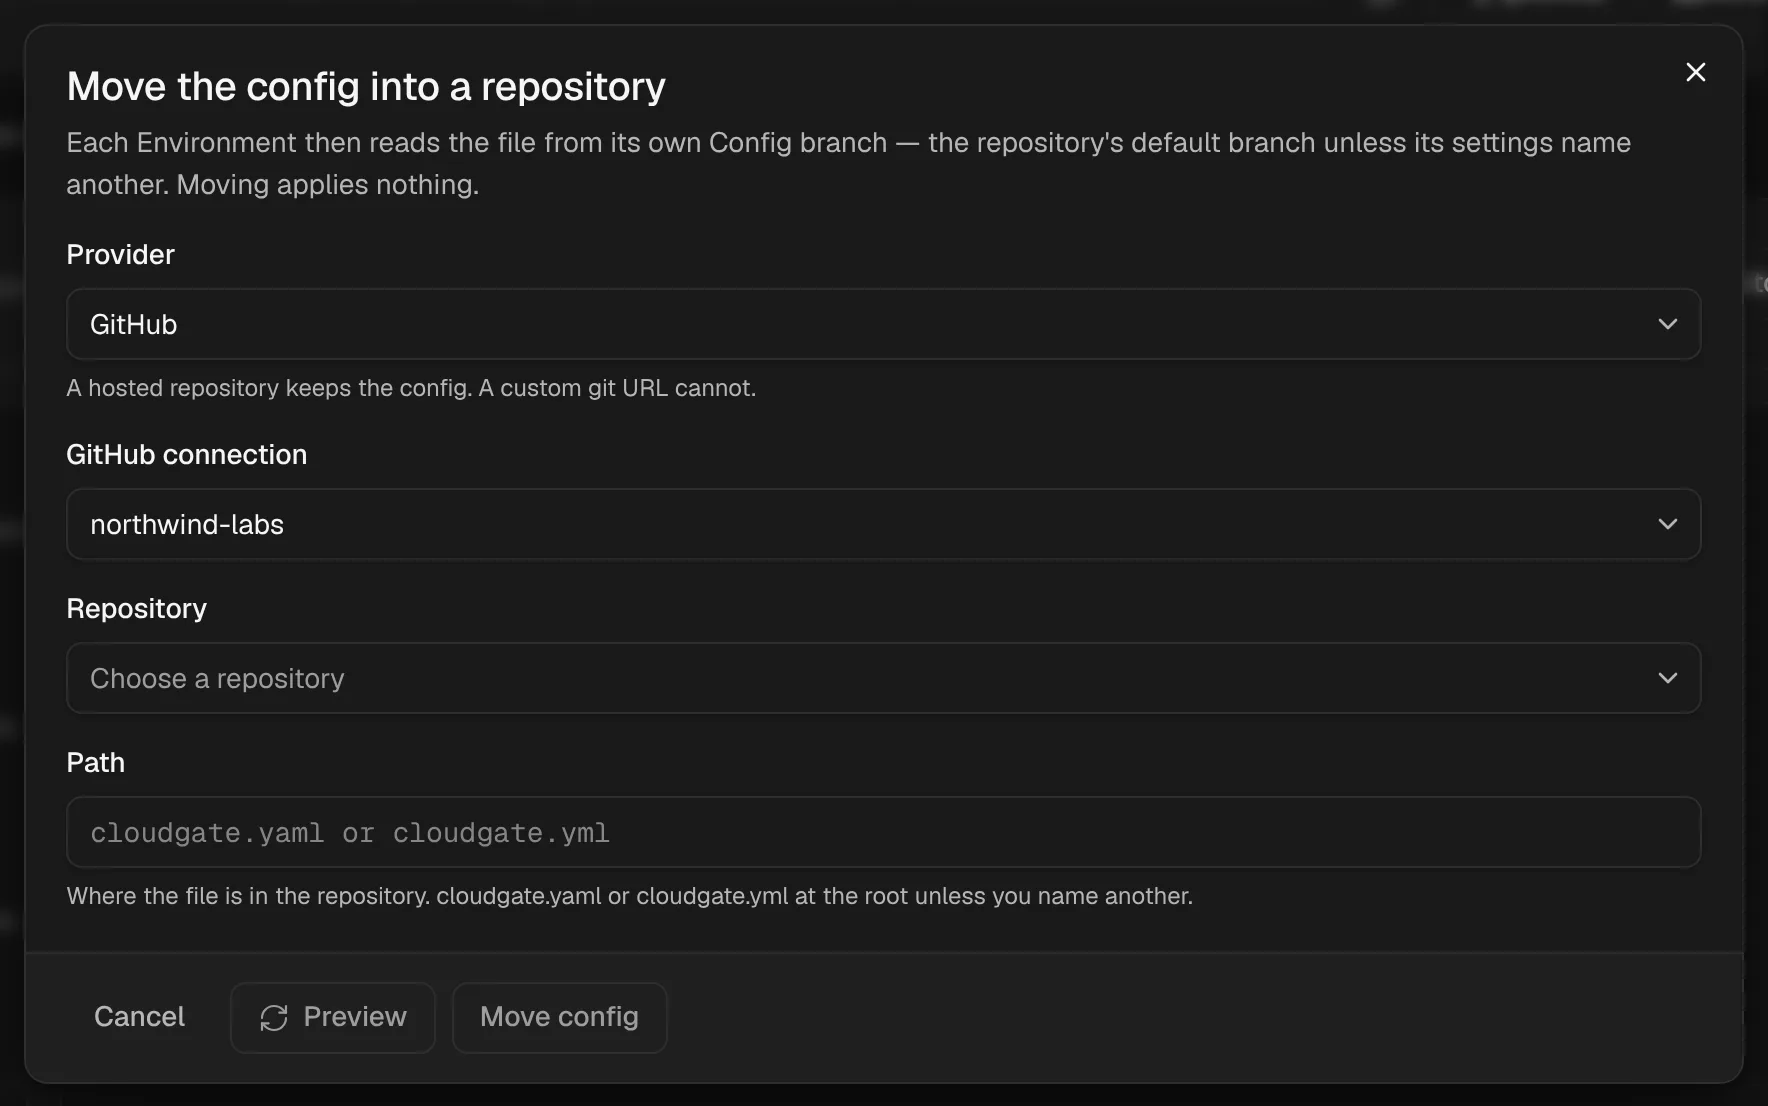 Move the config into a repository
Each Environment then reads the file from its own Config branch — the repository's default branch unless its settings name
another. Moving applies nothing.
Provider
GitHub
A hosted repository keeps the config. A custom git URL cannot.
GitHub connection
northwind-labs
Repository
Choose a repository
Path
cloudgate.yaml or cloudgate.yml
Where the file is in the repository. cloudgate.yaml or cloudgate.yml at the root unless you name another.
Cancel
Preview
Move config